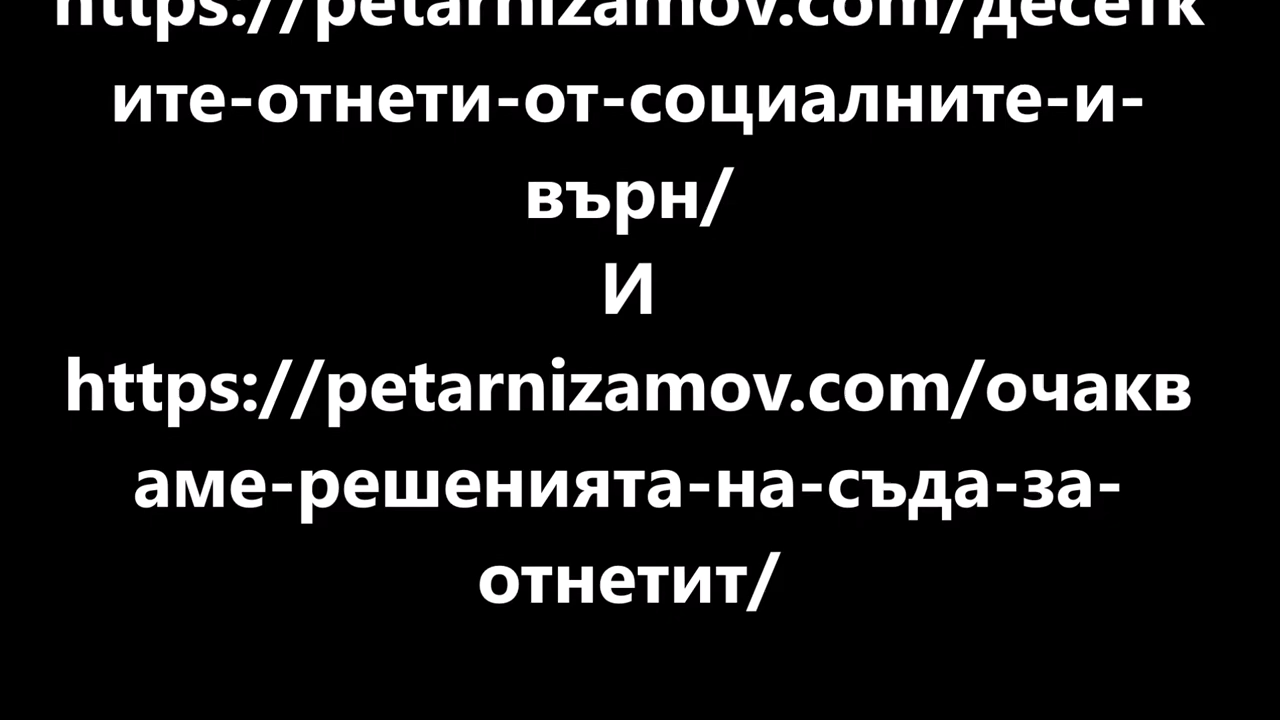 https://petarnizamov.com/десетк
ите-отнети-от-социалните-и-
върн/
И
https://petarnizamov.com/очакв
аме-решенията-на-съда-за-
отнетит/